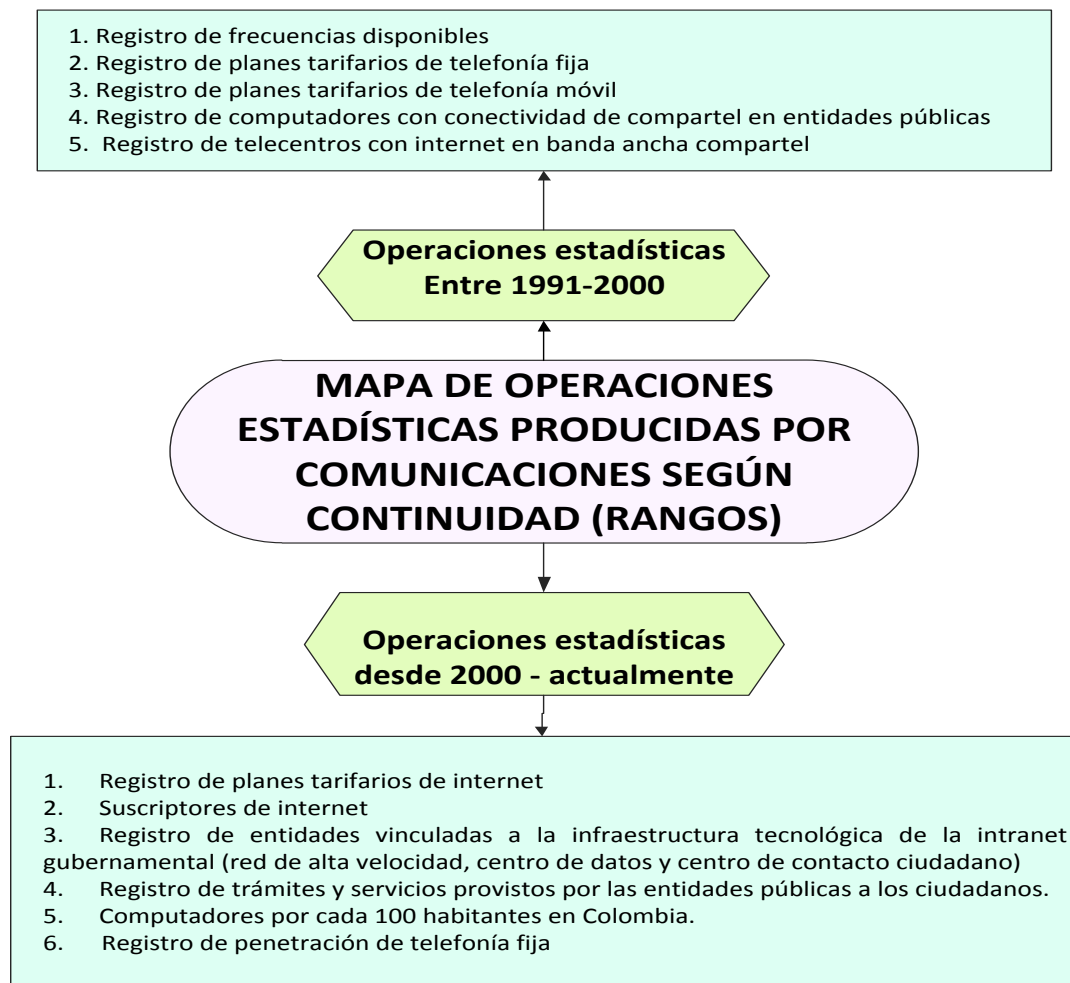 1. Registro de frecuencias disponibles
2. Registro de planes tarifarios de telefonía fija
3. Registro de planes tarifarios de telefonía móvil
4. Registro de computadores con conectividad de compartel en entidades públicas
5. Registro de telecentros con internet en banda ancha compartel
Operaciones estadísticas
Entre 1991-2000
MAPA DE OPERACIONES
ESTADÍSTICAS PRODUCIDAS POR
COMUNICACIONES SEGÚN
CONTINUIDAD (RANGOS)
Operaciones estadísticas
desde 2000 - actualmente
1. Registro de planes tarifarios de internet
2. Suscriptores de internet
3. Registro de entidades vinculadas a la infraestructura tecnológica de la intranet
gubernamental (red de alta velocidad, centro de datos y centro de contacto ciudadano)
4. Registro de trámites y servicios provistos por las entidades públicas a los ciudadanos.
5. Computadores por cada 100 habitantes en Colombia.
6. Registro de penetración de telefonía fija